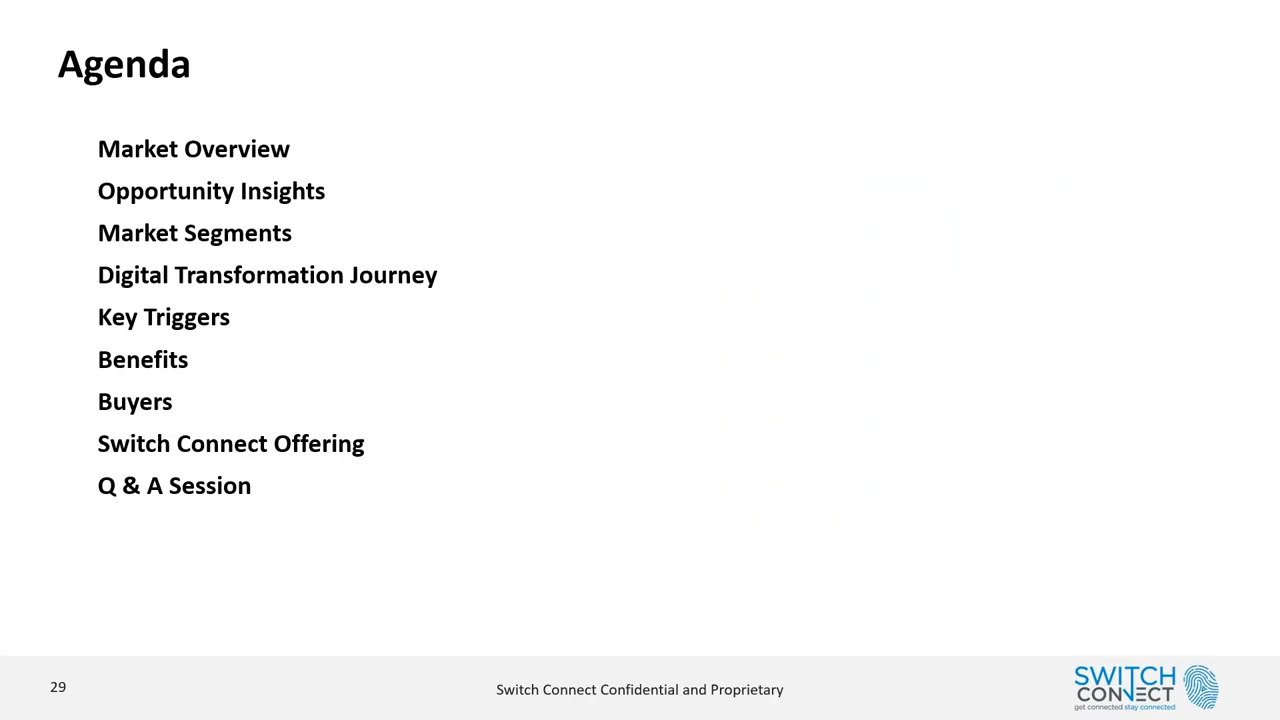 Agenda
Market Overview
Opportunity Insights
Market Segments
Digital Transformation Journey
Key Triggers
Benefits
Buyers
Switch Connect Offering
Q & A Session
29
Switch Connect Confidential and Proprietary
SWITCH
CONNECT
get connected stay connected